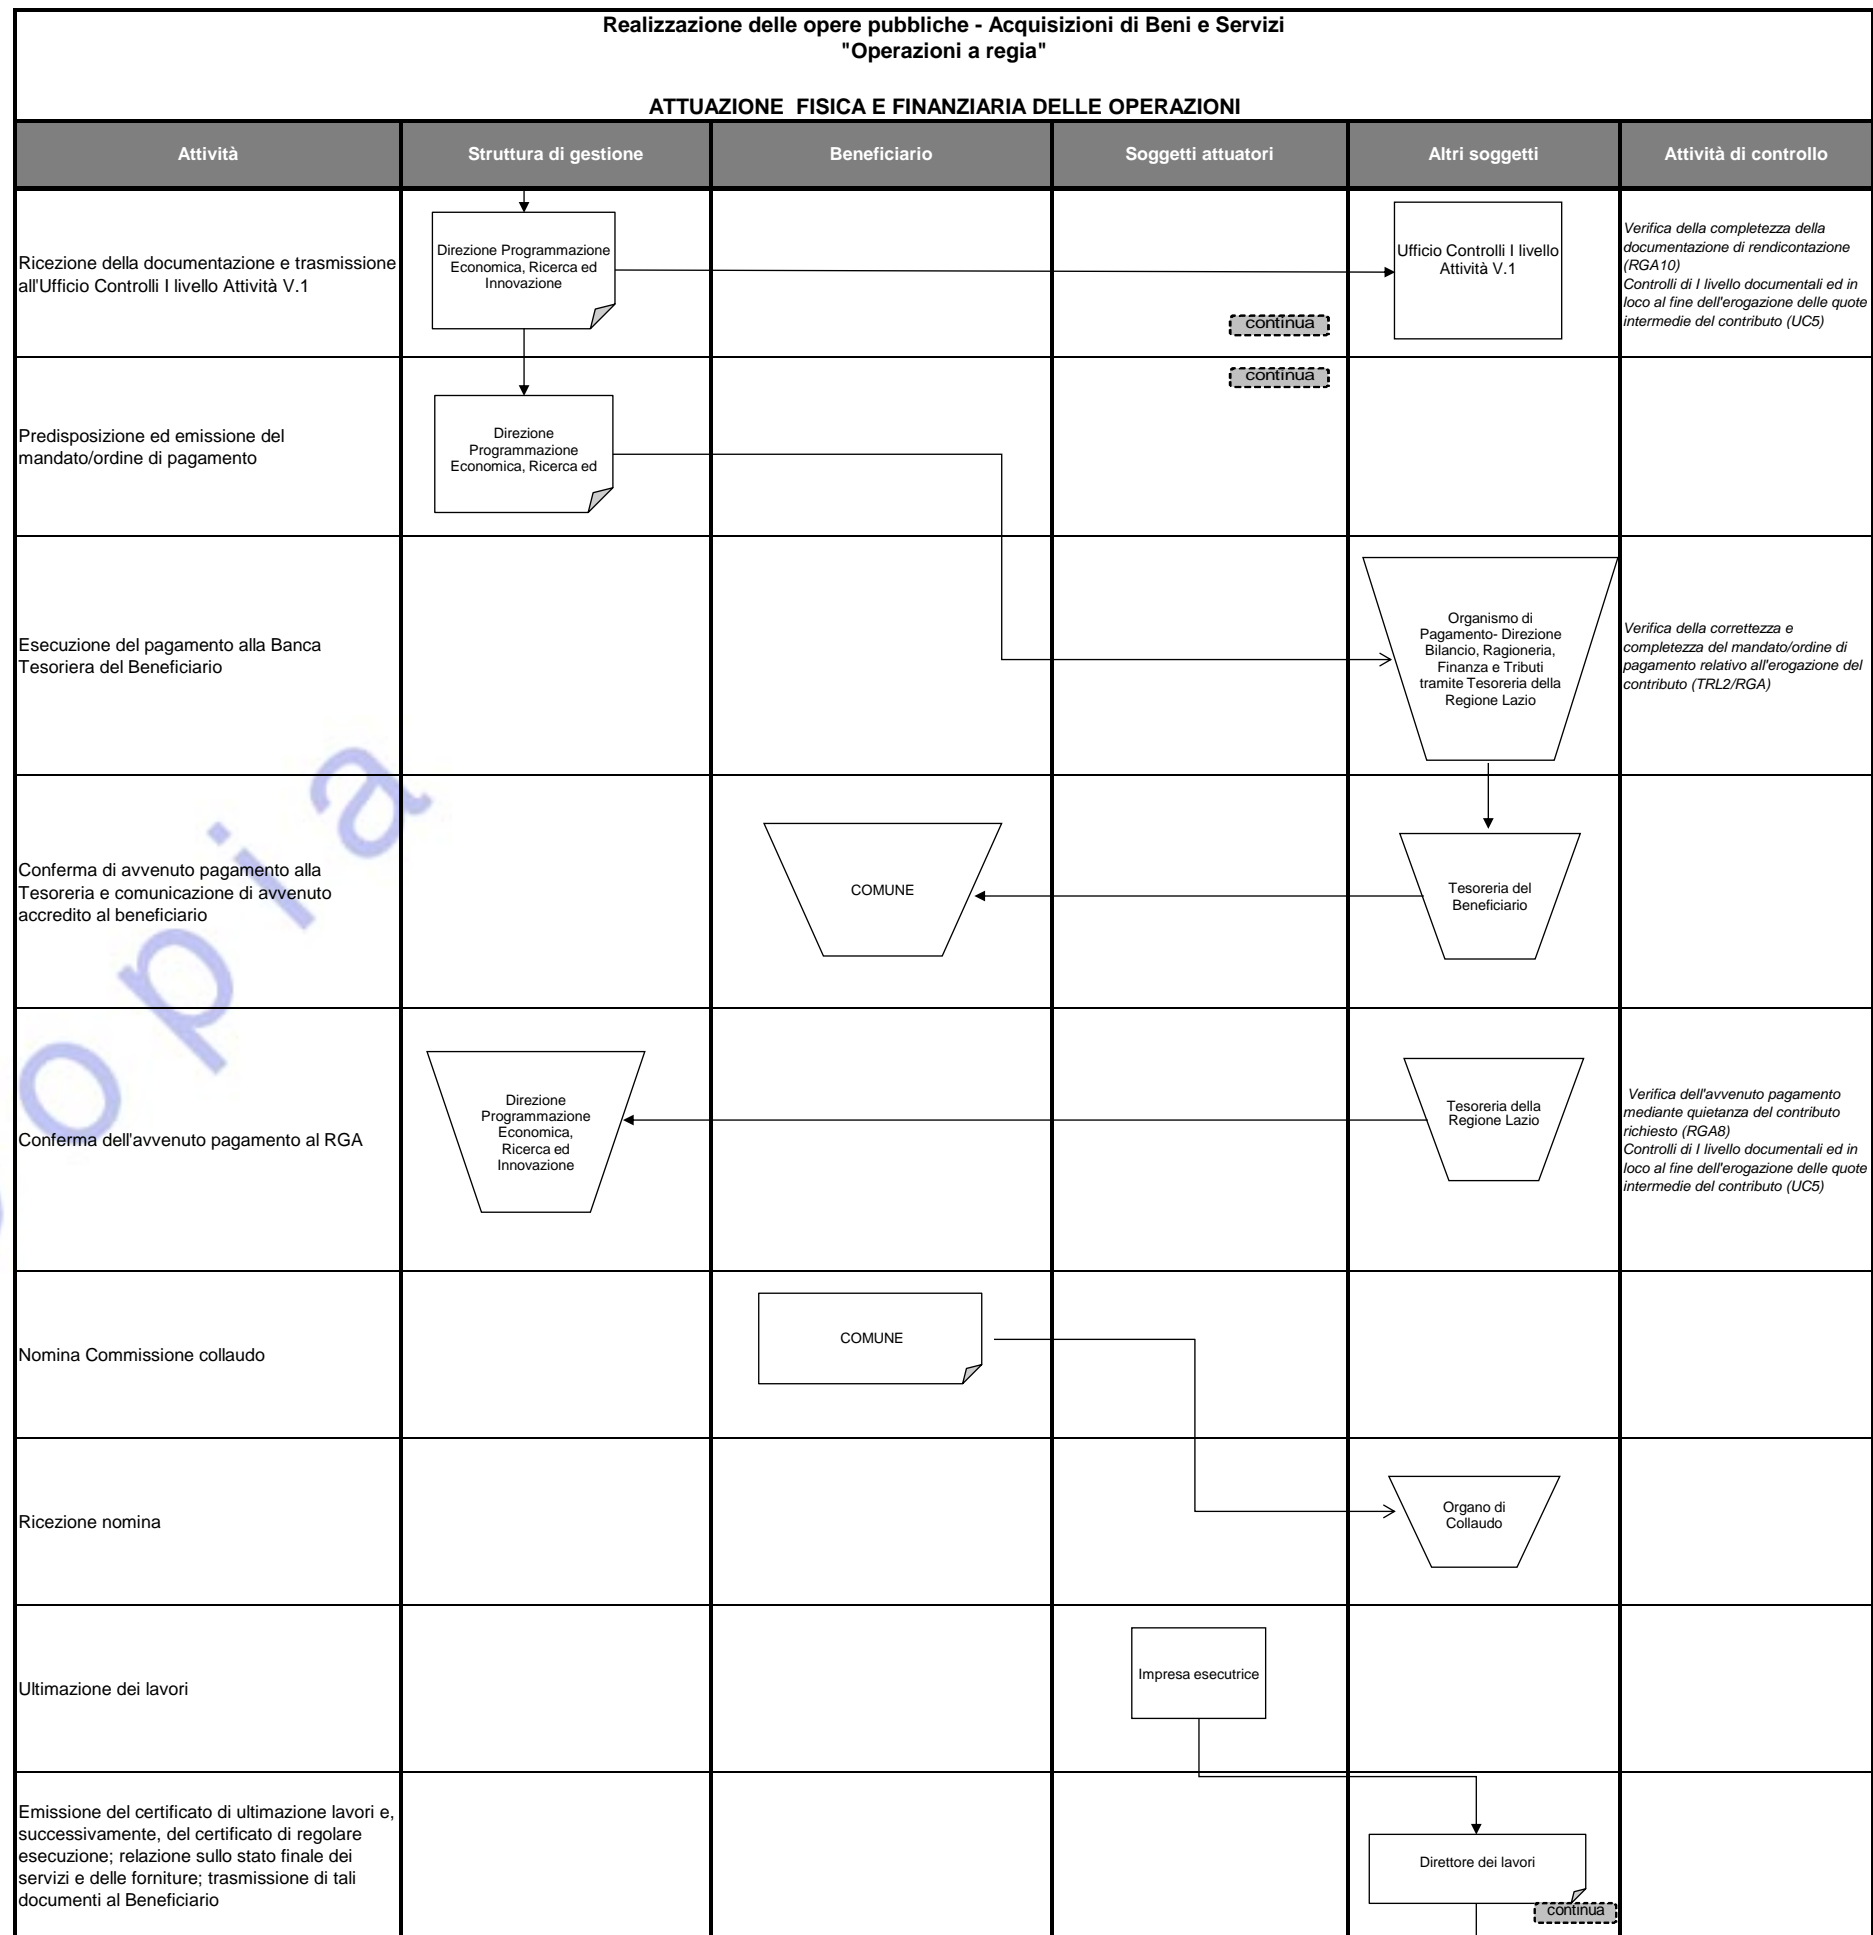 Realizzazione delle opere pubbliche - Acquisizioni di Beni e Servizi
"Operazioni a regia"
ATTUAZIONE FISICA E FINANZIARIA DELLE OPERAZIONI
Attività
Struttura di gestione
Beneficiario
Soggetti attuatori
Altri soggetti
Attività di controllo
Ricezione della documentazione e trasmissione
all'Ufficio Controlli I livello Attività V.1
Direzione Programmazione
Economica, Ricerca ed
Innovazione
continua
Ufficio Controlli I livello
Attività V.1
Verifica della completezza della
documentazione di rendicontazione
(RGA10)
Controlli di I livello documentali ed in
loco al fine dell'erogazione delle quote
intermedie del contributo (UC5)
continua
Predisposizione ed emissione del
mandato/ordine di pagamento
Direzione
Programmazione
Economica, Ricerca ed
Esecuzione del pagamento alla Banca
Tesoriera del Beneficiario
Organismo di
Pagamento- Direzione
Bilancio, Ragioneria,
Finanza e Tributi
tramite Tesoreria della
Regione Lazio
Verifica della correttezza e
completezza del mandato/ordine di
pagamento relativo all'erogazione del
contributo (TRL2/RGA)
Conferma di avvenuto pagamento alla
Tesoreria e comunicazione di avvenuto
accredito al beneficiario
COMUNE
Tesoreria del
Beneficiario
Conferma dell'avvenuto pagamento al RGA
Direzione
Programmazione
Economica,
Ricerca ed
Innovazione
Tesoreria della
Regione Lazio
Verifica dell'avvenuto pagamento
mediante quietanza del contributo
richiesto (RGA8)
Controlli di I livello documentali ed in
loco al fine dell'erogazione delle quote
intermedie del contributo (UC5)
Nomina Commissione collaudo
COMUNE
Ricezione nomina
Organo di
Collaudo
Ultimazione dei lavori
Impresa esecutrice
Emissione del certificato di ultimazione lavori e,
successivamente, del certificato di regolare
esecuzione; relazione sullo stato finale dei
servizi e delle forniture; trasmissione di tali
documenti al Beneficiario
Direttore dei lavori
continua
opia